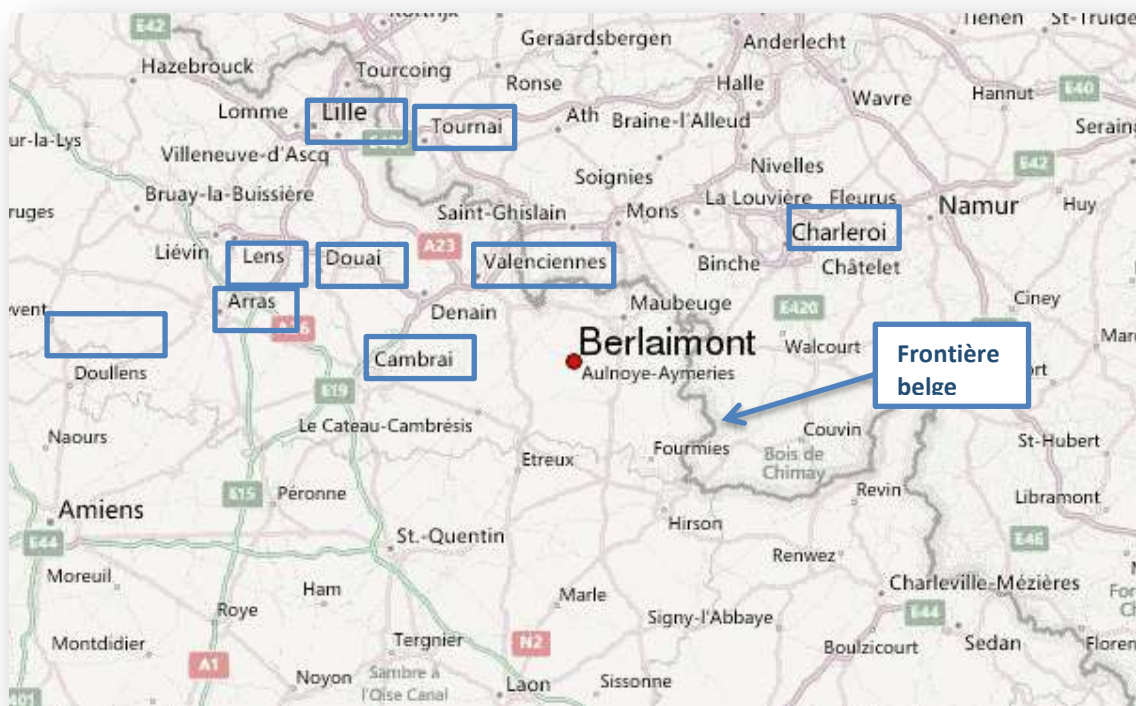 E42
Tienen
St-Truide
Geraardsbergen
Anderlecht
Hazebrouck
Tourcoing
Ronse
Halle
Wavre
Hannut
E40
Lomme
Lille
Tournai
Ath
Braine-l'Alleud
Seraing
ur-la-Lys
Villeneuve-d'Ascq
Nivelles
E42
Soignies
Bruay-la-Buissière
La Louvière
Fleurus
Namur
Huy
ruges
Saint-Ghislain
Mons
Liévin
Lens
Douai
A23
Valenciennes
Binche
Charleroi
Châtelet
Arras
Denain
Maubeuge
E420
Ciney
vent
Cambrai
Berlaimont
Aulnoye-Aymeries
Walcourt
Frontière
belge
Doullens
E19
ort
Naours
Le Cateau-Cambrésis
Fourmies
Couvin
Bois de
Chimay
St-Hubert
Etreux
E15
Péronne
Revin
Libramont
Amiens
Hirson
E44
St.-Quentin
Renwez
E46
Moreuil
Ham
Marle
Charleville-Mézières
Roye
Signy-l'Abbaye
E44
Montdidier
Tergnier
N2
Boulzicourt
Sedan
Floren
A1
Noyon
Sambre à
l'Oise Canal
Laon
Sissonne